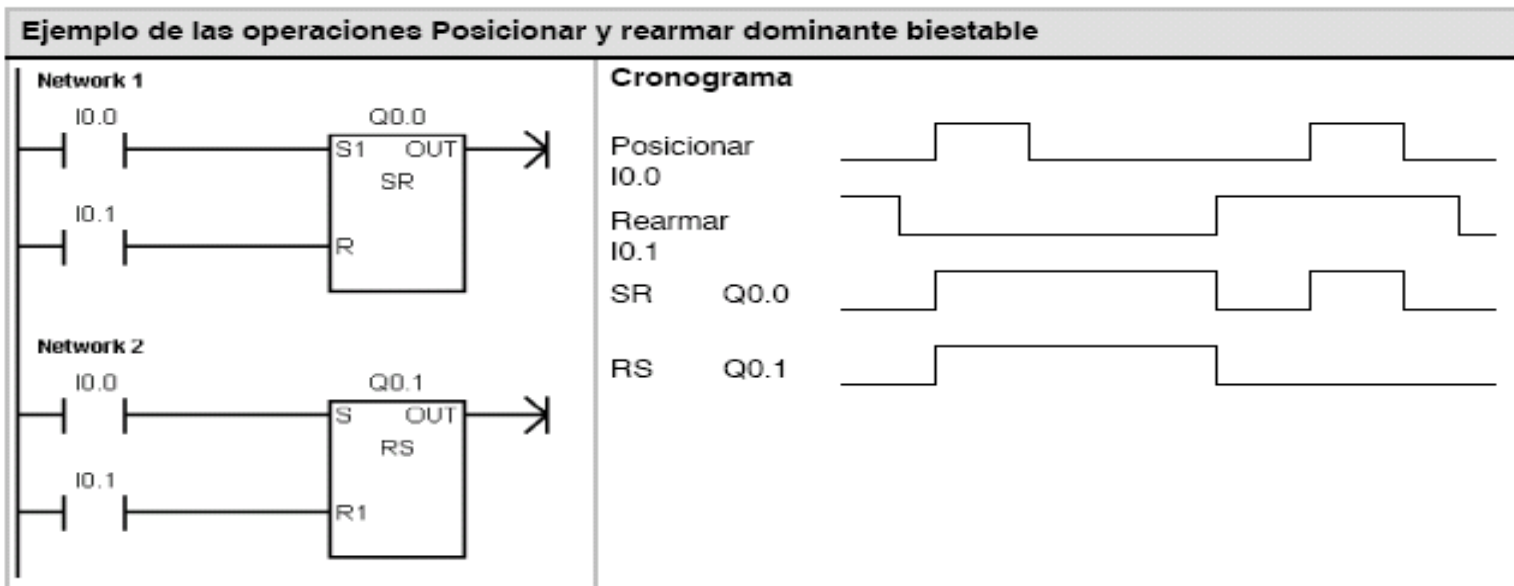 Ejemplo de las operaciones Posicionar y rearmar dominante biestable
Network 1
I0.0
Q0.0
S1 OUT
SR
I0.1
R
Network 2
I0.0
Q0.1
S OUT
RS
I0.1
R1
Cronograma
Posicionar
I0.0
Rearmar
I0.1
SR Q0.0
RS Q0.1